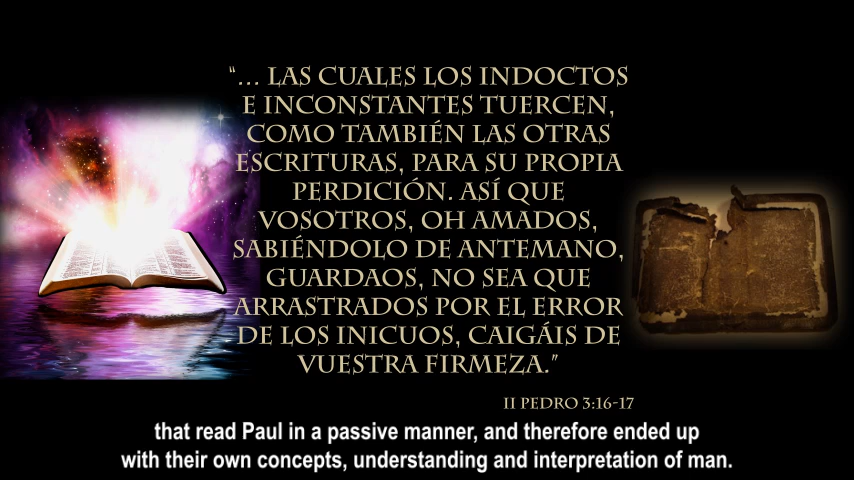 “... LAS CUALES LOS INDOCTOS
E INCONSTANTES TUERCEN,
COMO TAMBIÉN LAS OTRAS
ESCRITURAS, PARA SU PROPIA
PERDICIÓN. ASÍ QUE
VOSOTROS, OH AMADOS,
SABIÉNDOLO DE ANTEMANO,
GUARDAOS, NO SEA QUE
ARRASTRADOS POR EL ERROR
DE LOS INICUOS, CAIGÁIS DE
VUESTRA FIRMEZA.”
II PEDRO 3:16-17
that read Paul in a passive manner, and therefore ended up
with their own concepts, understanding and interpretation of man.